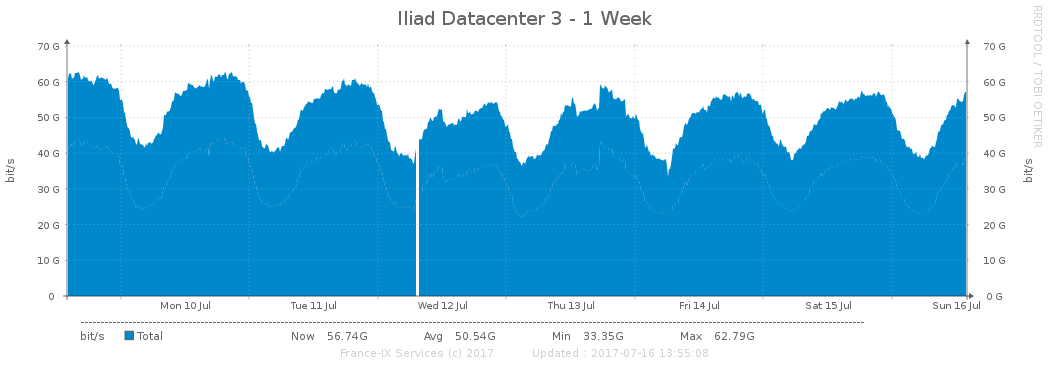 Iliad Datacenter 3 - 1 Week
RRDTOOL / TOBI OETIKER
70 G 70 G
60 G 60 G
50 G 50 G
40 G 40 G
30 G 30 G
20 G 20 G
10 G 10 G
0 0 G
bit/s bit/s
Mon 10 Jul Tue 11 Jul Wed 12 Jul Thu 13 Jul Fri 14 Jul Sat 15 Jul Sun 16 Jul
bit/s Total Now 56.74G Avg 50.54G Min 33.35G Max 62.79G
France-IX Services (c) 2017 Updated : 2017-07-16 13:55:08